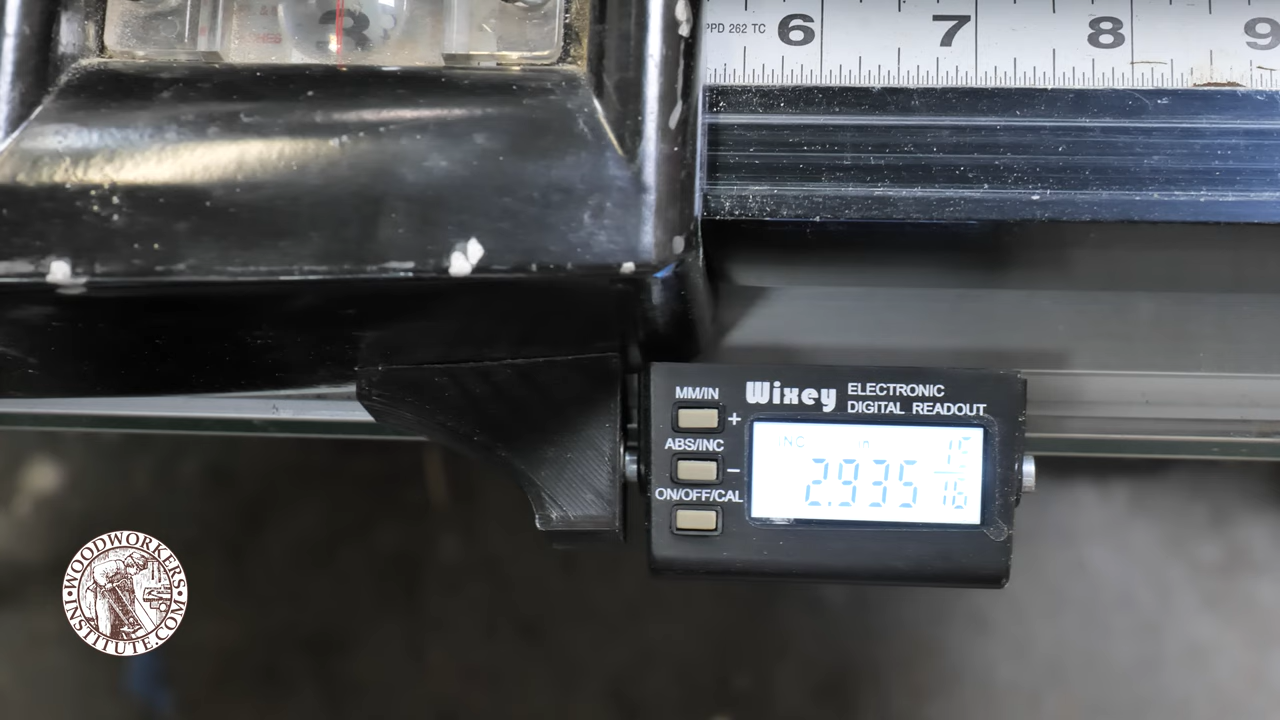 3
PPD 262 TC 6 7 8 9
MM/IN +
Wixey ELECTRONIC
DIGITAL READOUT
ABS/INC −
ON/OFF/CAL
INC in
2.935 15/16
WOODWORKERS
INSTITUTE.COM